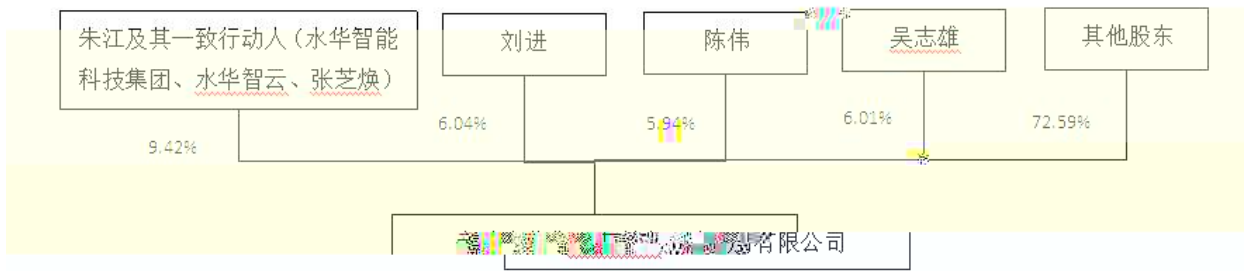 朱江及其一致行动人（水华智能
科技集团、水华智云、张芝焕）
刘进
陈伟
吴志雄
其他股东
9.42%
6.04%
5.94%
6.01%
72.59%
有限公司